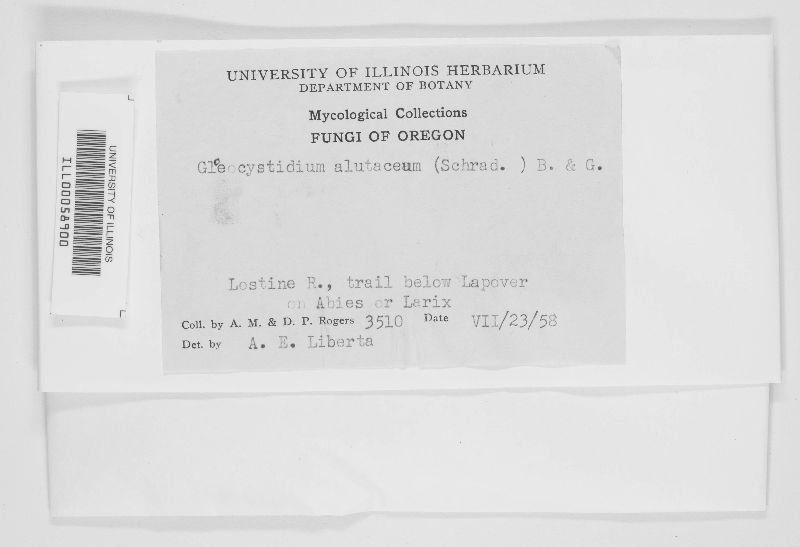 UNIVERSITY OF ILLINOIS HERBARIUM
DEPARTMENT OF BOTANY
Mycological Collections
FUNGI OF OREGON
Gleocystidium alutaceum (Schrad. ) B. & G.
Lostine R., trail below Lapover
on Abies or Larix
Coll. by A. M. & D. P. Rogers 3510 Date VII/23/58
Det. by A. E. Liberta
UNIVERSITY OF ILLINOIS
ILL00058900